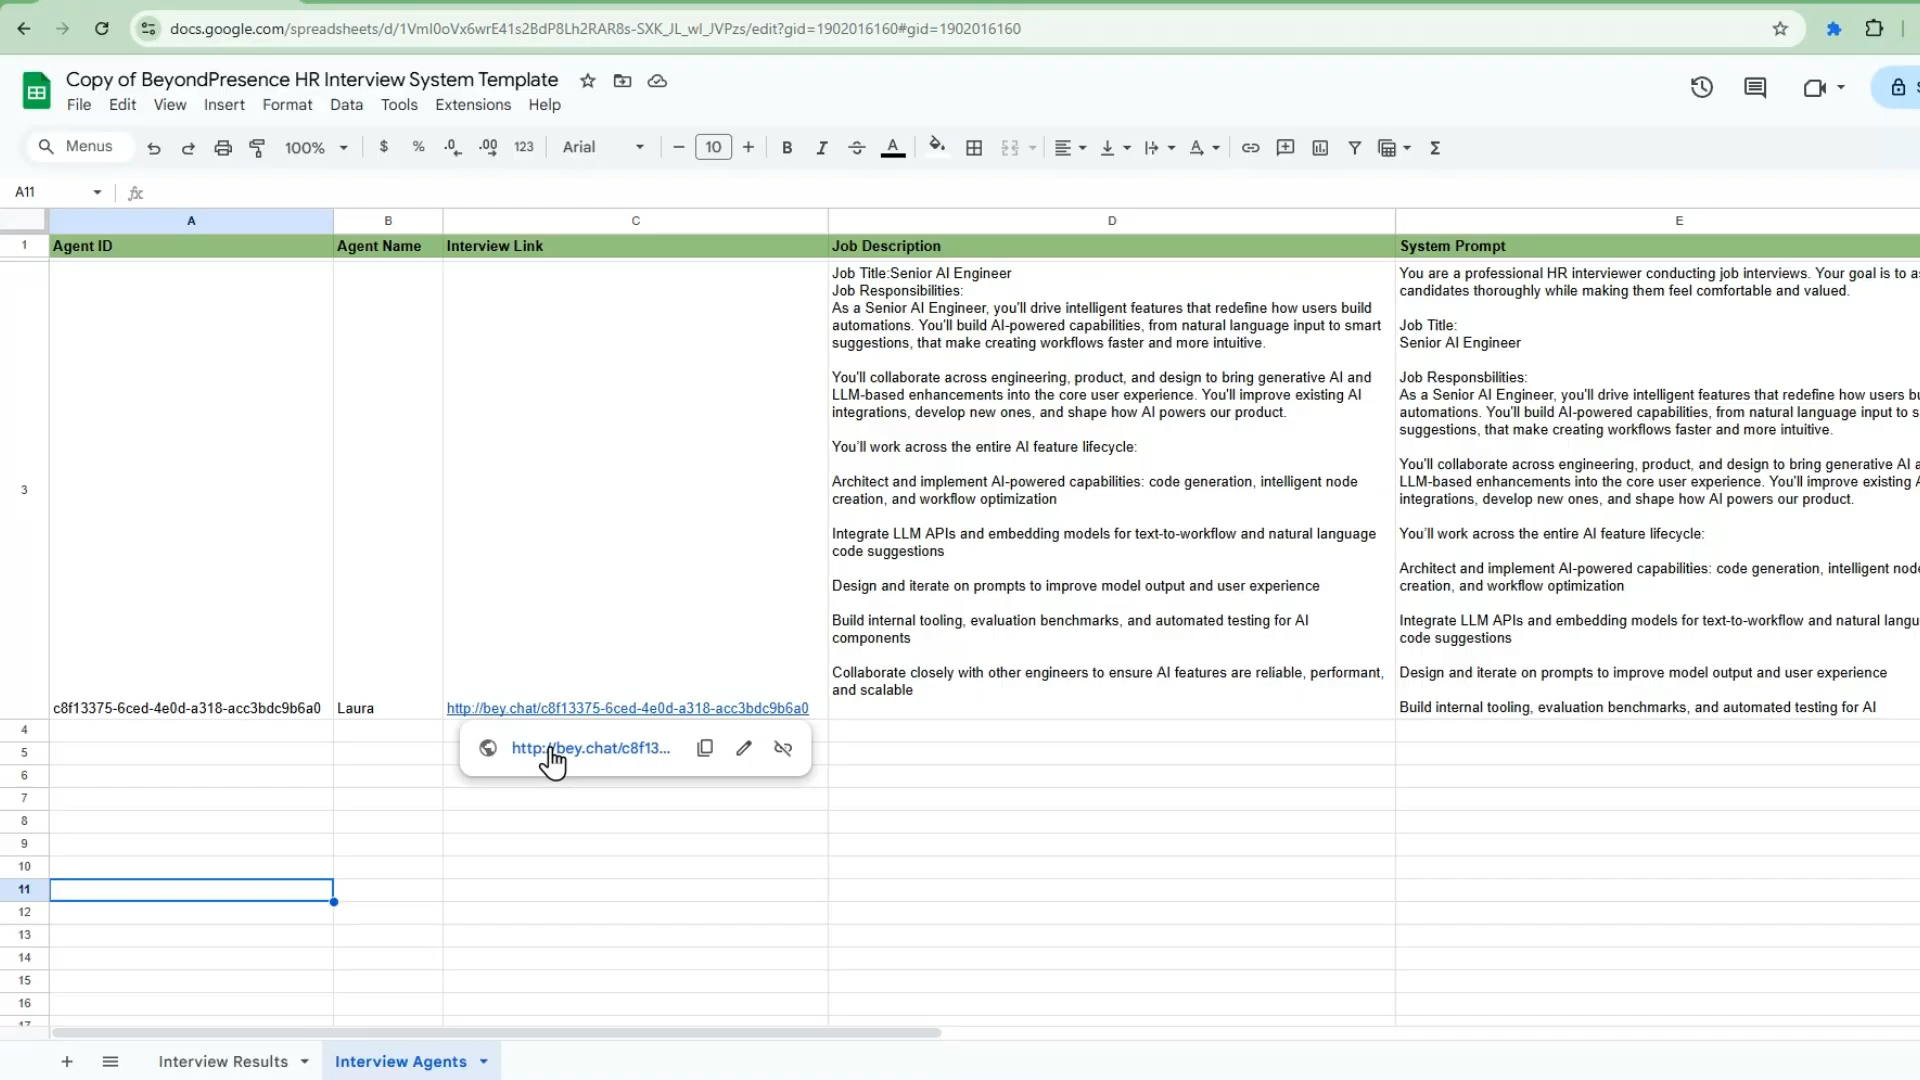 docs.google.com/spreadsheets/d/1VmI0oVx6wrE41s2BdP8Lh2RAR8s-SXK_JL_wI_JVPzs/edit?gid=1902016160#gid=1902016160
Copy of BeyondPresence HR Interview System Template
File Edit View Insert Format Data Tools Extensions Help
Menus 100% $ % .0 .00 123 Arial 10 B I A
A11 fx
A B C D E
1 Agent ID Agent Name Interview Link Job Description System Prompt
Job Title:Senior AI Engineer
Job Responsibilities:
As a Senior AI Engineer, you'll drive intelligent features that redefine how users build
automations. You'll build AI-powered capabilities, from natural language input to smart
suggestions, that make creating workflows faster and more intuitive.
You'll collaborate across engineering, product, and design to bring generative AI and
LLM-based enhancements into the core user experience. You'll improve existing AI
integrations, develop new ones, and shape how AI powers our product.
You'll work across the entire AI feature lifecycle:
Architect and implement AI-powered capabilities: code generation, intelligent node
creation, and workflow optimization
Integrate LLM APIs and embedding models for text-to-workflow and natural language
code suggestions
Design and iterate on prompts to improve model output and user experience
Build internal tooling, evaluation benchmarks, and automated testing for AI
components
Collaborate closely with other engineers to ensure AI features are reliable, performant,
and scalable
You are a professional HR interviewer conducting job interviews. Your goal is to a
candidates thoroughly while making them feel comfortable and valued.
Job Title:
Senior AI Engineer
Job Responsbilities:
As a Senior AI Engineer, you'll drive intelligent features that redefine how users b
automations. You'll build AI-powered capabilities, from natural language input to s
suggestions, that make creating workflows faster and more intuitive.
You'll collaborate across engineering, product, and design to bring generative AI a
LLM-based enhancements into the core user experience. You'll improve existing A
integrations, develop new ones, and shape how AI powers our product.
You'll work across the entire AI feature lifecycle:
Architect and implement AI-powered capabilities: code generation, intelligent node
creation, and workflow optimization
Integrate LLM APIs and embedding models for text-to-workflow and natural langu
code suggestions
Design and iterate on prompts to improve model output and user experience
Build internal tooling, evaluation benchmarks, and automated testing for AI
3
c8f13375-6ced-4e0d-a318-acc3bdc9b6a0 Laura http://bey.chat/c8f13375-6ced-4e0d-a318-acc3bdc9b6a0
http://bey.chat/c8f13...
4
5
6
7
8
9
10
11
12
13
14
15
16
17
Interview Results Interview Agents